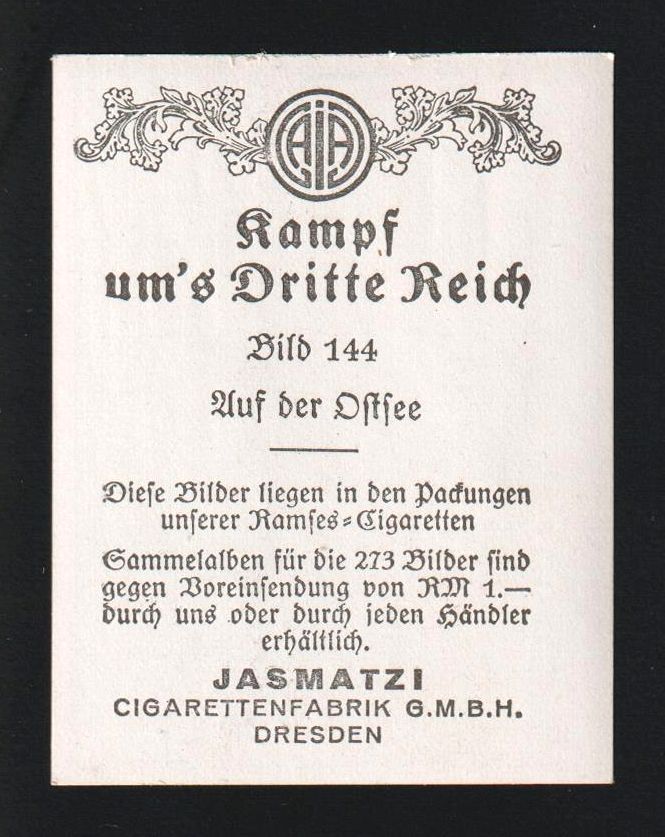 Kampf
um's Dritte Reich
Bild 144
Auf der Ostsee
Diese Bilder liegen in den Packungen
unserer Ramses-Cigaretten
Sammelalben für die 273 Bilder sind
gegen Voreinsendung von RM 1.—
durch uns oder durch jeden Händler
erhältlich.
JASMATZI
CIGARETTENFABRIK G.M.B.H.
DRESDEN